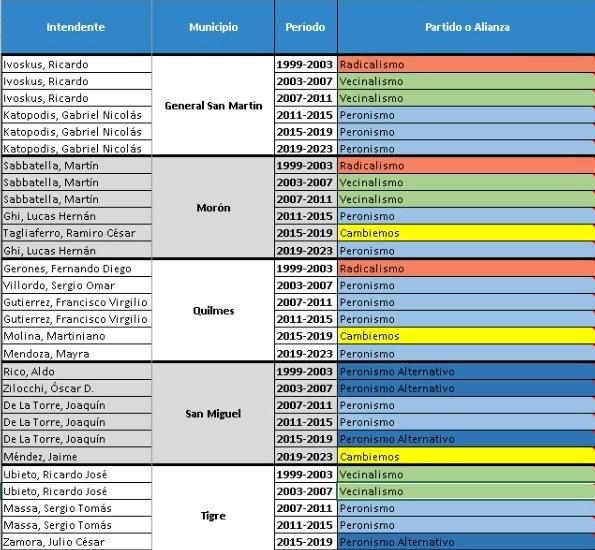 Intendente Municipio Período Partido o Alianza
Ivoskus, Ricardo 1999-2003 Radicalismo
Ivoskus, Ricardo 2003-2007 Vecinalismo
Ivoskus, Ricardo General San Martín 2007-2011 Vecinalismo
Katopodis, Gabriel Nicolás 2011-2015 Peronismo
Katopodis, Gabriel Nicolás 2015-2019 Peronismo
Katopodis, Gabriel Nicolás 2019-2023 Peronismo
Sabbatella, Martín 1999-2003 Radicalismo
Sabbatella, Martín 2003-2007 Vecinalismo
Sabbatella, Martín Morón 2007-2011 Vecinalismo
Ghi, Lucas Hernán 2011-2015 Peronismo
Tagliaferro, Ramiro César 2015-2019 Cambiemos
Ghi, Lucas Hernán 2019-2023 Peronismo
Gerones, Fernando Diego 1999-2003 Radicalismo
Villordo, Sergio Omar 2003-2007 Peronismo
Gutierrez, Francisco Virgilio Quilmes 2007-2011 Peronismo
Gutierrez, Francisco Virgilio 2011-2015 Peronismo
Molina, Martiniano 2015-2019 Cambiemos
Mendoza, Mayra 2019-2023 Peronismo
Rico, Aldo 1999-2003 Peronismo Alternativo
Zilocchi, Óscar D. 2003-2007 Peronismo Alternativo
De La Torre, Joaquín San Miguel 2007-2011 Peronismo
De La Torre, Joaquín 2011-2015 Peronismo
De La Torre, Joaquín 2015-2019 Peronismo Alternativo
Méndez, Jaime 2019-2023 Cambiemos
Ubieto, Ricardo José 1999-2003 Vecinalismo
Ubieto, Ricardo José 2003-2007 Vecinalismo
Massa, Sergio Tomás Tigre 2007-2011 Peronismo
Massa, Sergio Tomás 2011-2015 Peronismo
Zamora, Julio César 2015-2019 Peronismo Alternativo